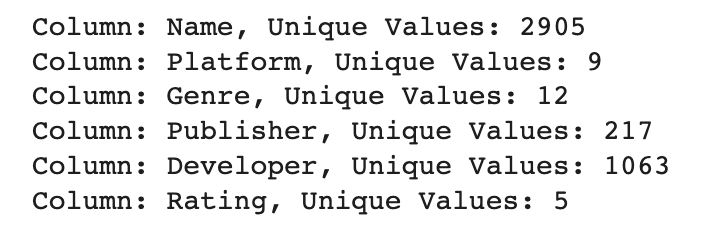 Column: Name, Unique Values: 2905
Column: Platform, Unique Values: 9
Column: Genre, Unique Values: 12
Column: Publisher, Unique Values: 217
Column: Developer, Unique Values: 1063
Column: Rating, Unique Values: 5